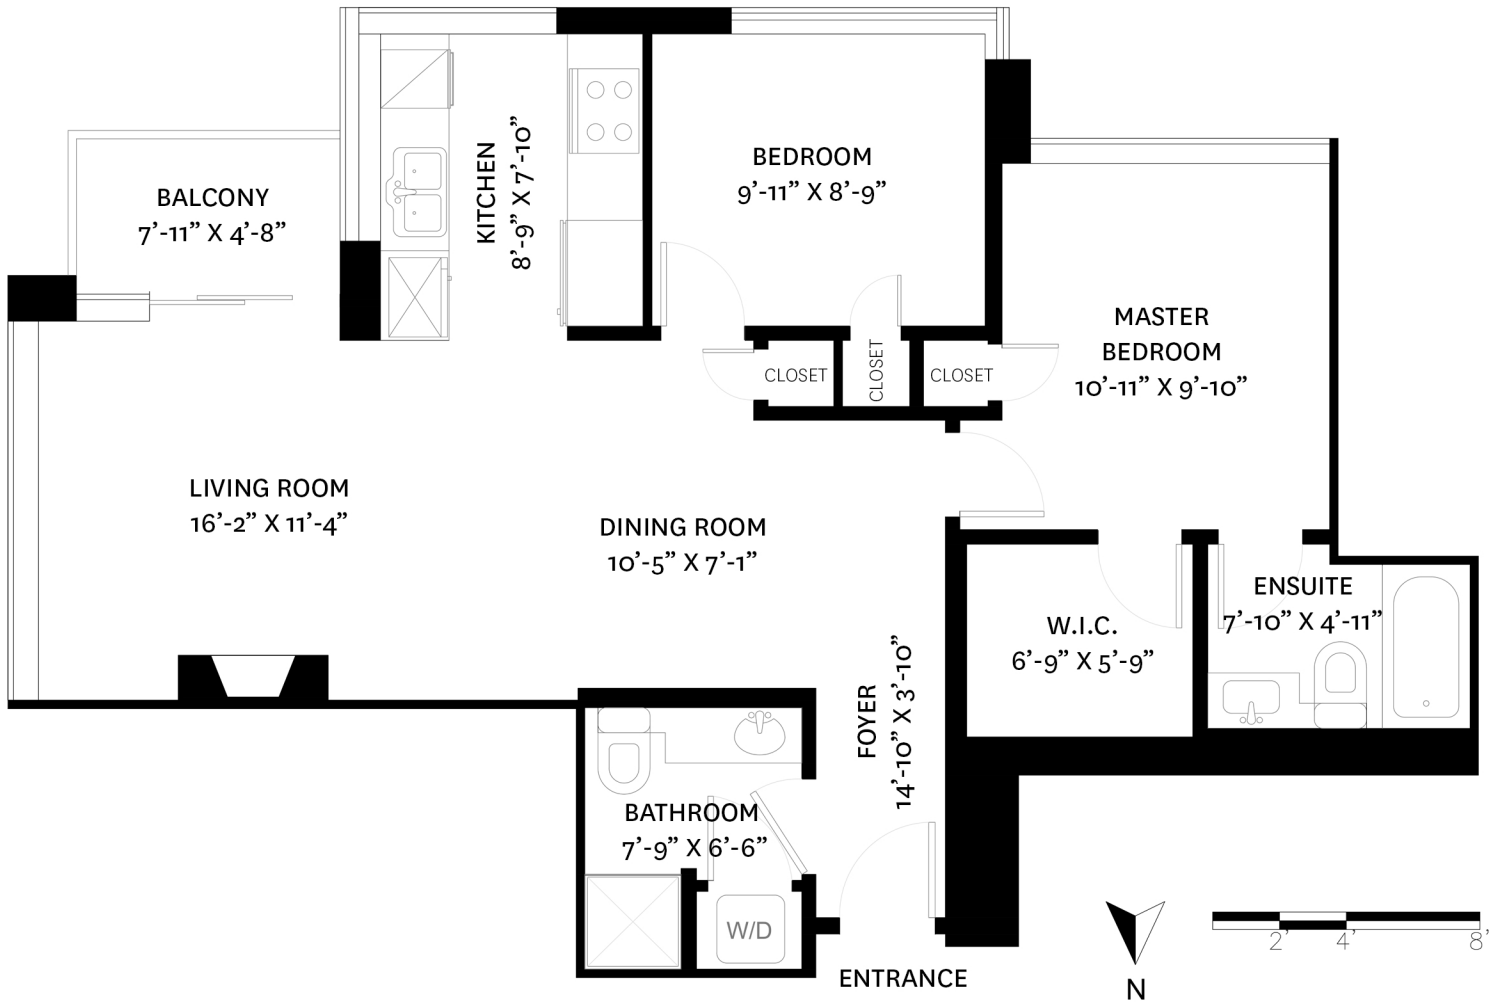 KITCHEN
8’-9” X 7’-10”
BEDROOM
9’-11” X 8’-9”
BALCONY
7’-11” X 4’-8”
MASTER
BEDROOM
10’-11” X 9’-10”
CLOSET
CLOSET
CLOSET
LIVING ROOM
16’-2” X 11’-4”
DINING ROOM
10’-5” X 7’-1”
ENSUITE
7’-10” X 4’-11”
W.I.C.
6’-9” X 5’-9”
FOYER
14’-10” X 3’-10”
BATHROOM
7’-9” X 6’-6”
W/D
ENTRANCE
N
2’ 4’ 8’